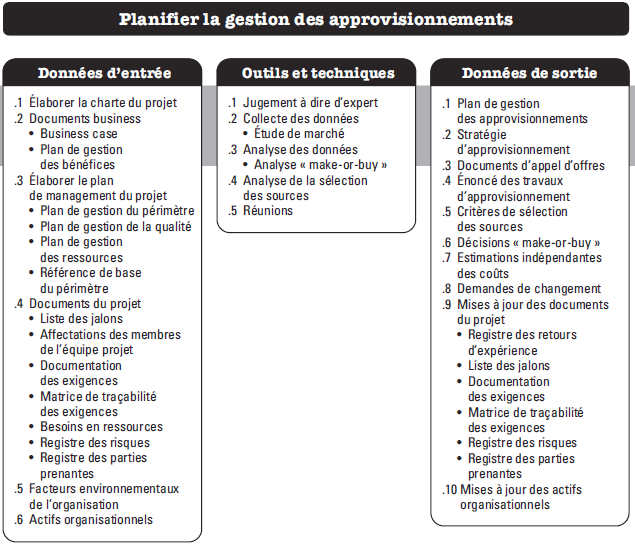 Planifier la gestion des approvisionnements
Données d'entrée
.1 Élaborer la charte du projet
.2 Documents business
• Business case
• Plan de gestion
des bénéfices
.3 Élaborer le plan
de management du projet
• Plan de gestion du périmètre
• Plan de gestion de la qualité
• Plan de gestion
des ressources
• Référence de base
du périmètre
.4 Documents du projet
• Liste des jalons
• Affectations des membres
de l'équipe projet
• Documentation
des exigences
• Matrice de traçabilité
des exigences
• Besoins en ressources
• Registre des risques
• Registre des parties
prenantes
.5 Facteurs environnementaux
de l'organisation
.6 Actifs organisationnels
Outils et techniques
.1 Jugement à dire d'expert
.2 Collecte des données
• Étude de marché
.3 Analyse des données
• Analyse « make-or-buy »
.4 Analyse de la sélection
des sources
.5 Réunions
Données de sortie
.1 Plan de gestion
des approvisionnements
.2 Stratégie
d'approvisionnement
.3 Documents d'appel d'offres
.4 Énoncé des travaux
d'approvisionnement
.5 Critères de sélection
des sources
.6 Décisions « make-or-buy »
.7 Estimations indépendantes
des coûts
.8 Demandes de changement
.9 Mises à jour des documents
du projet
• Registre des retours
d'expérience
• Liste des jalons
• Documentation
des exigences
• Matrice de traçabilité
des exigences
• Registre des risques
• Registre des parties
prenantes
.10 Mises à jour des actifs
organisationnels